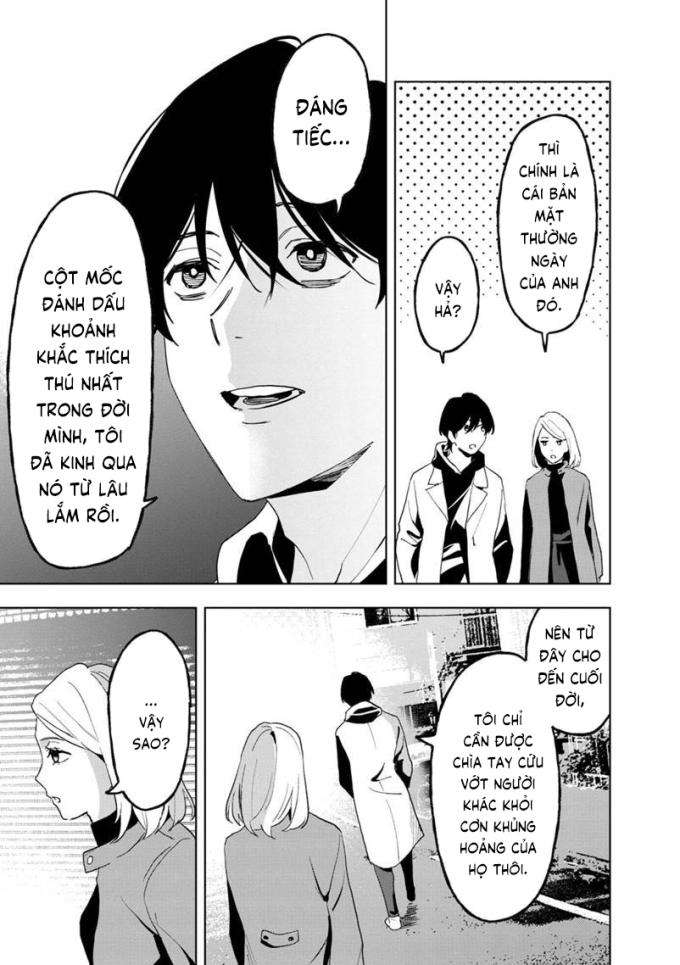 THÌ
CHÍNH LÀ
CÁI BẢN
MẶT
THƯỜNG
NGÀY
CỦA ANH
ĐÓ.
VẬY
HẢ?
ĐÁNG
TIẾC...
CỘT MỐC
ĐÁNH DẤU
KHOẢNH
KHẮC THÍCH
THÚ NHẤT
TRONG ĐỜI
MÌNH, TÔI
ĐÃ KINH QUA
NÓ TỪ LÂU
LẮM RỒI.
NÊN TỪ
ĐÂY CHO
ĐẾN CUỐI
ĐỜI,
TÔI CHỈ
CẦN ĐƯỢC
CHÌA TAY CỨU
VỚT NGƯỜI
KHÁC KHỎI
CƠN KHỦNG
HOẢNG CỦA
HỌ THÔI.
...
VẬY
SAO?